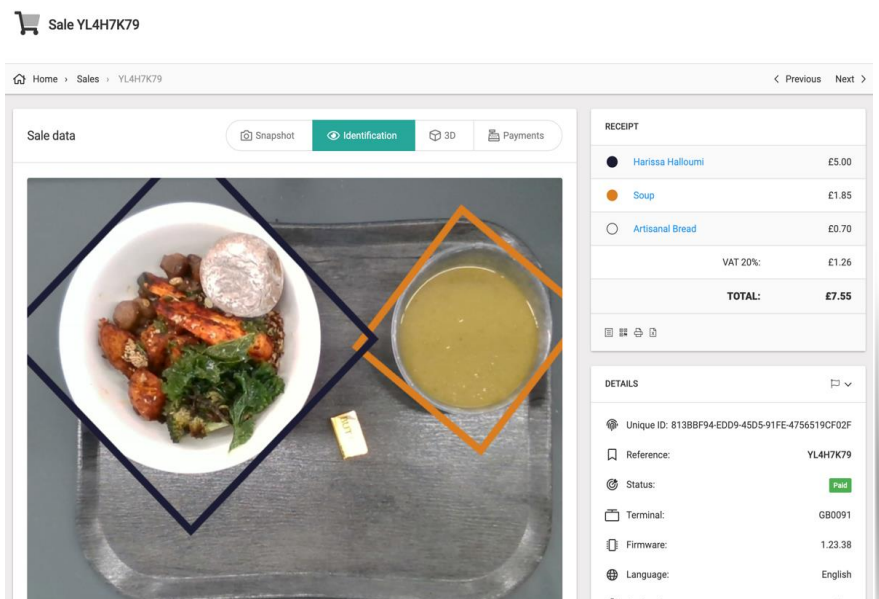 Sale YL4H7K79
Home › Sales › YL4H7K79
Previous Next
Sale data
Snapshot
Identification
3D
Payments
RECEIPT
Harissa Halloumi £5.00
Soup £1.85
Artisanal Bread £0.70
VAT 20%: £1.26
TOTAL: £7.55
DETAILS
Unique ID: 813BBF94-EDD9-45D5-91FE-4756519CF02F
Reference: YL4H7K79
Status: Paid
Terminal: GB0091
Firmware: 1.23.38
Language: English